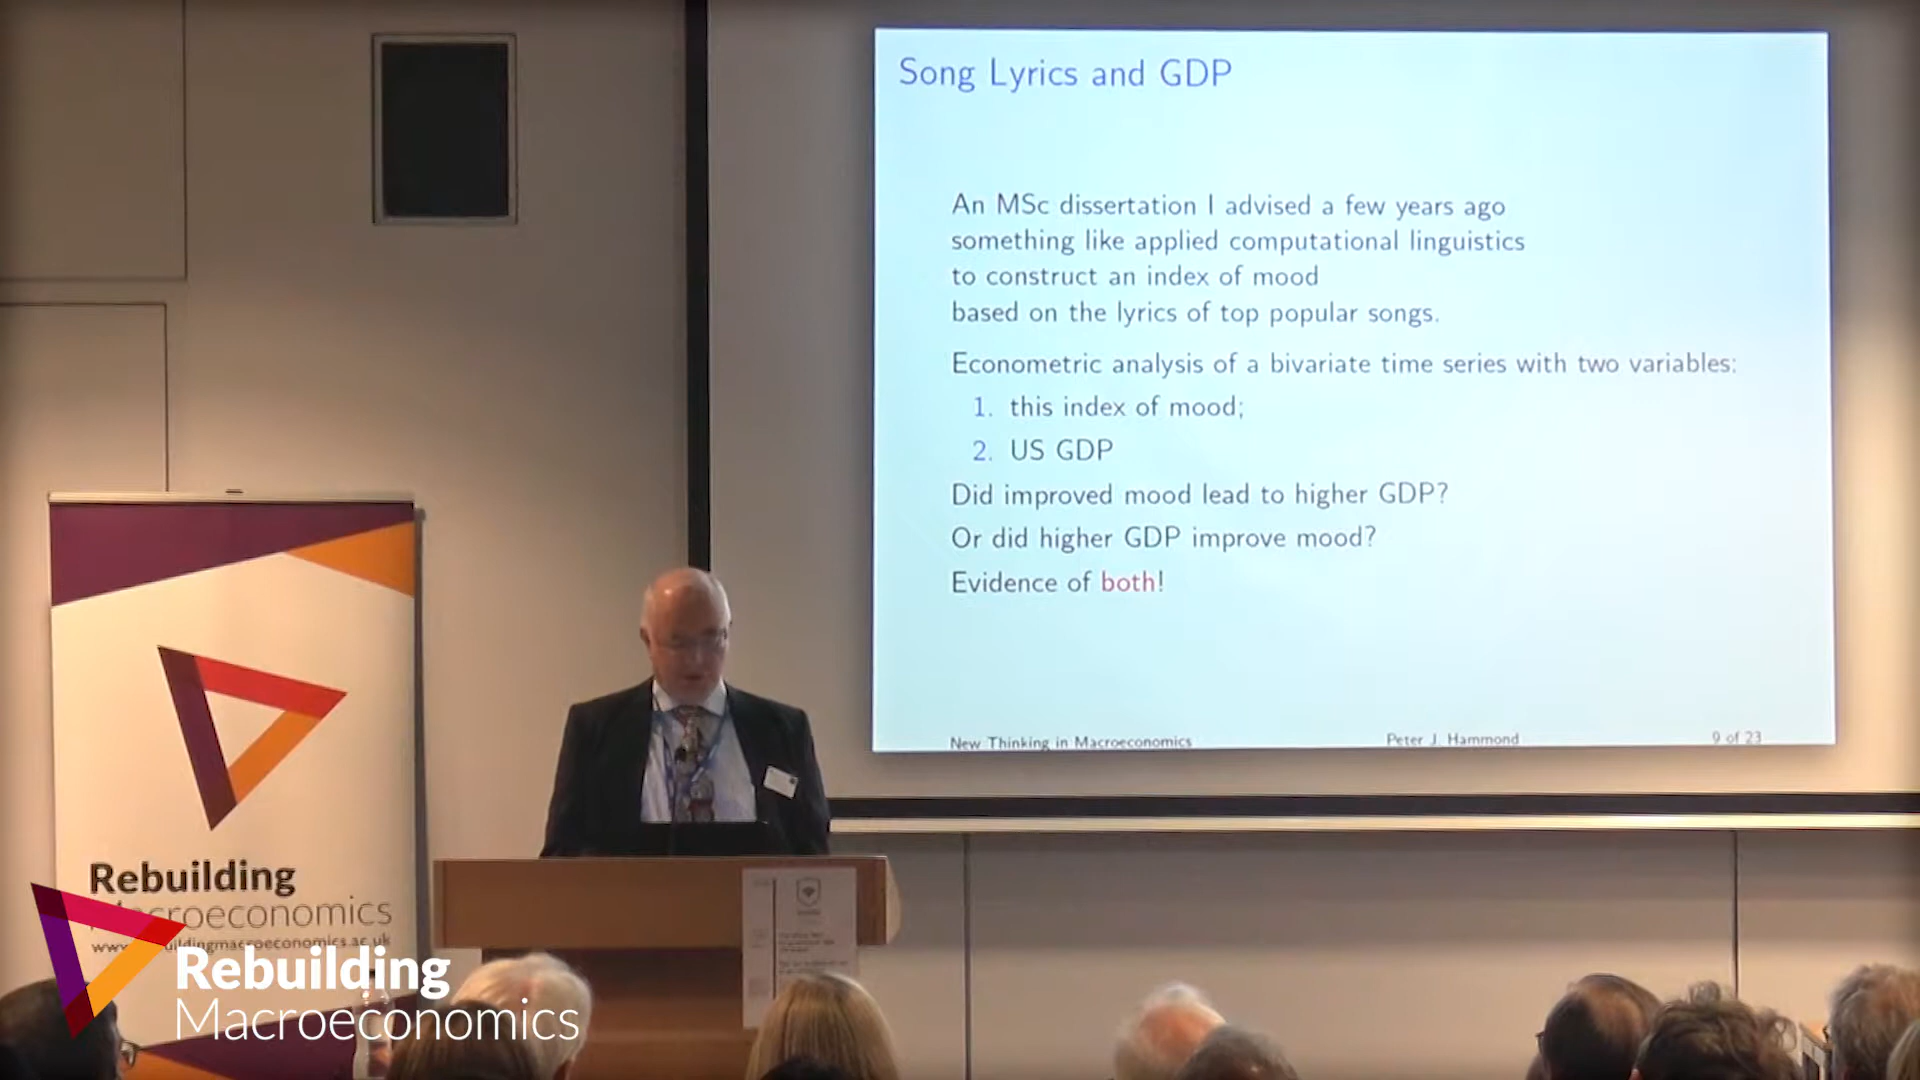 Song Lyrics and GDP
An MSc dissertation I advised a few years ago
something like applied computational linguistics
to construct an index of mood
based on the lyrics of top popular songs.
Econometric analysis of a bivariate time series with two variables:
1. this index of mood;
2. US GDP
Did improved mood lead to higher GDP?
Or did higher GDP improve mood?
Evidence of both!
New Thinking in Macroeconomics
Peter J. Hammond
9 of 23
Rebuilding
Macroeconomics
Rebuilding
Macroeconomics